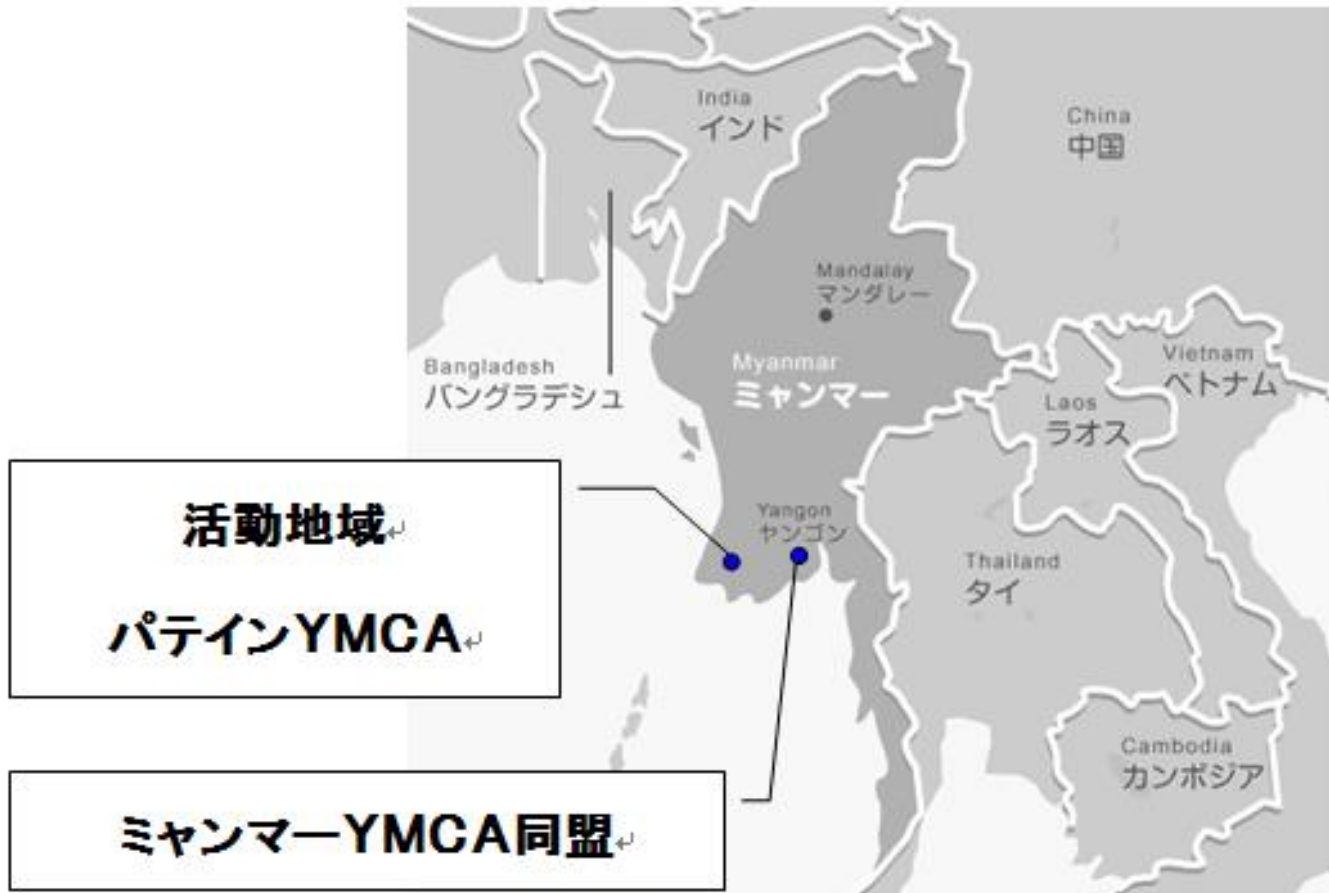 India
インド
China
中国
Mandalay
マンダレー
Bangladesh
バングラデシュ
Myanmar
ミャンマー
Vietnam
ベトナム
Laos
ラオス
活動地域↵
パテインYMCA↵
Yangon
ヤンゴン
Thailand
タイ
Cambodia
カンボジア
ミャンマーYMCA同盟↵